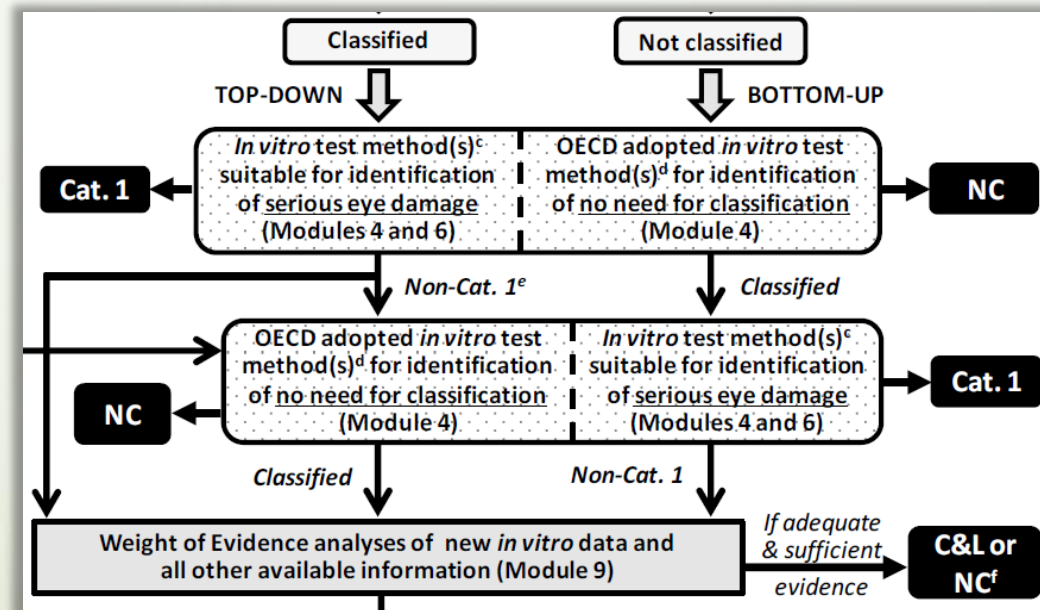 Classified
Not classified
TOP-DOWN
BOTTOM-UP
In vitro test method(s)ᶜ
suitable for identification
of serious eye damage
(Modules 4 and 6)
OECD adopted in vitro test
method(s)ᵈ for identification
of no need for classification
(Module 4)
Cat. 1
NC
Non-Cat. 1ᵉ
Classified
OECD adopted in vitro test
method(s)ᵈ for identification
of no need for classification
(Module 4)
In vitro test method(s)ᶜ
suitable for identification
of serious eye damage
(Modules 4 and 6)
NC
Cat. 1
Classified
Non-Cat. 1
Weight of Evidence analyses of new in vitro data and
all other available information (Module 9)
If adequate
& sufficient
evidence
C&L or
NCᶠ